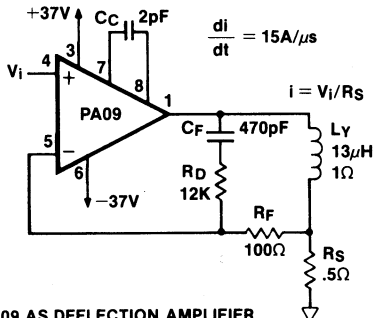 +37V
CC 2pF
di/dt = 15A/µs
3
7
Vi 4
+
8
1
i = Vi/RS
PA09
CF 470pF
LY
13µH
1Ω
5
−
6
−37V
RD
12K
RF
100Ω
RS
.5Ω
09 AS DEFLECTION AMPLIFIER